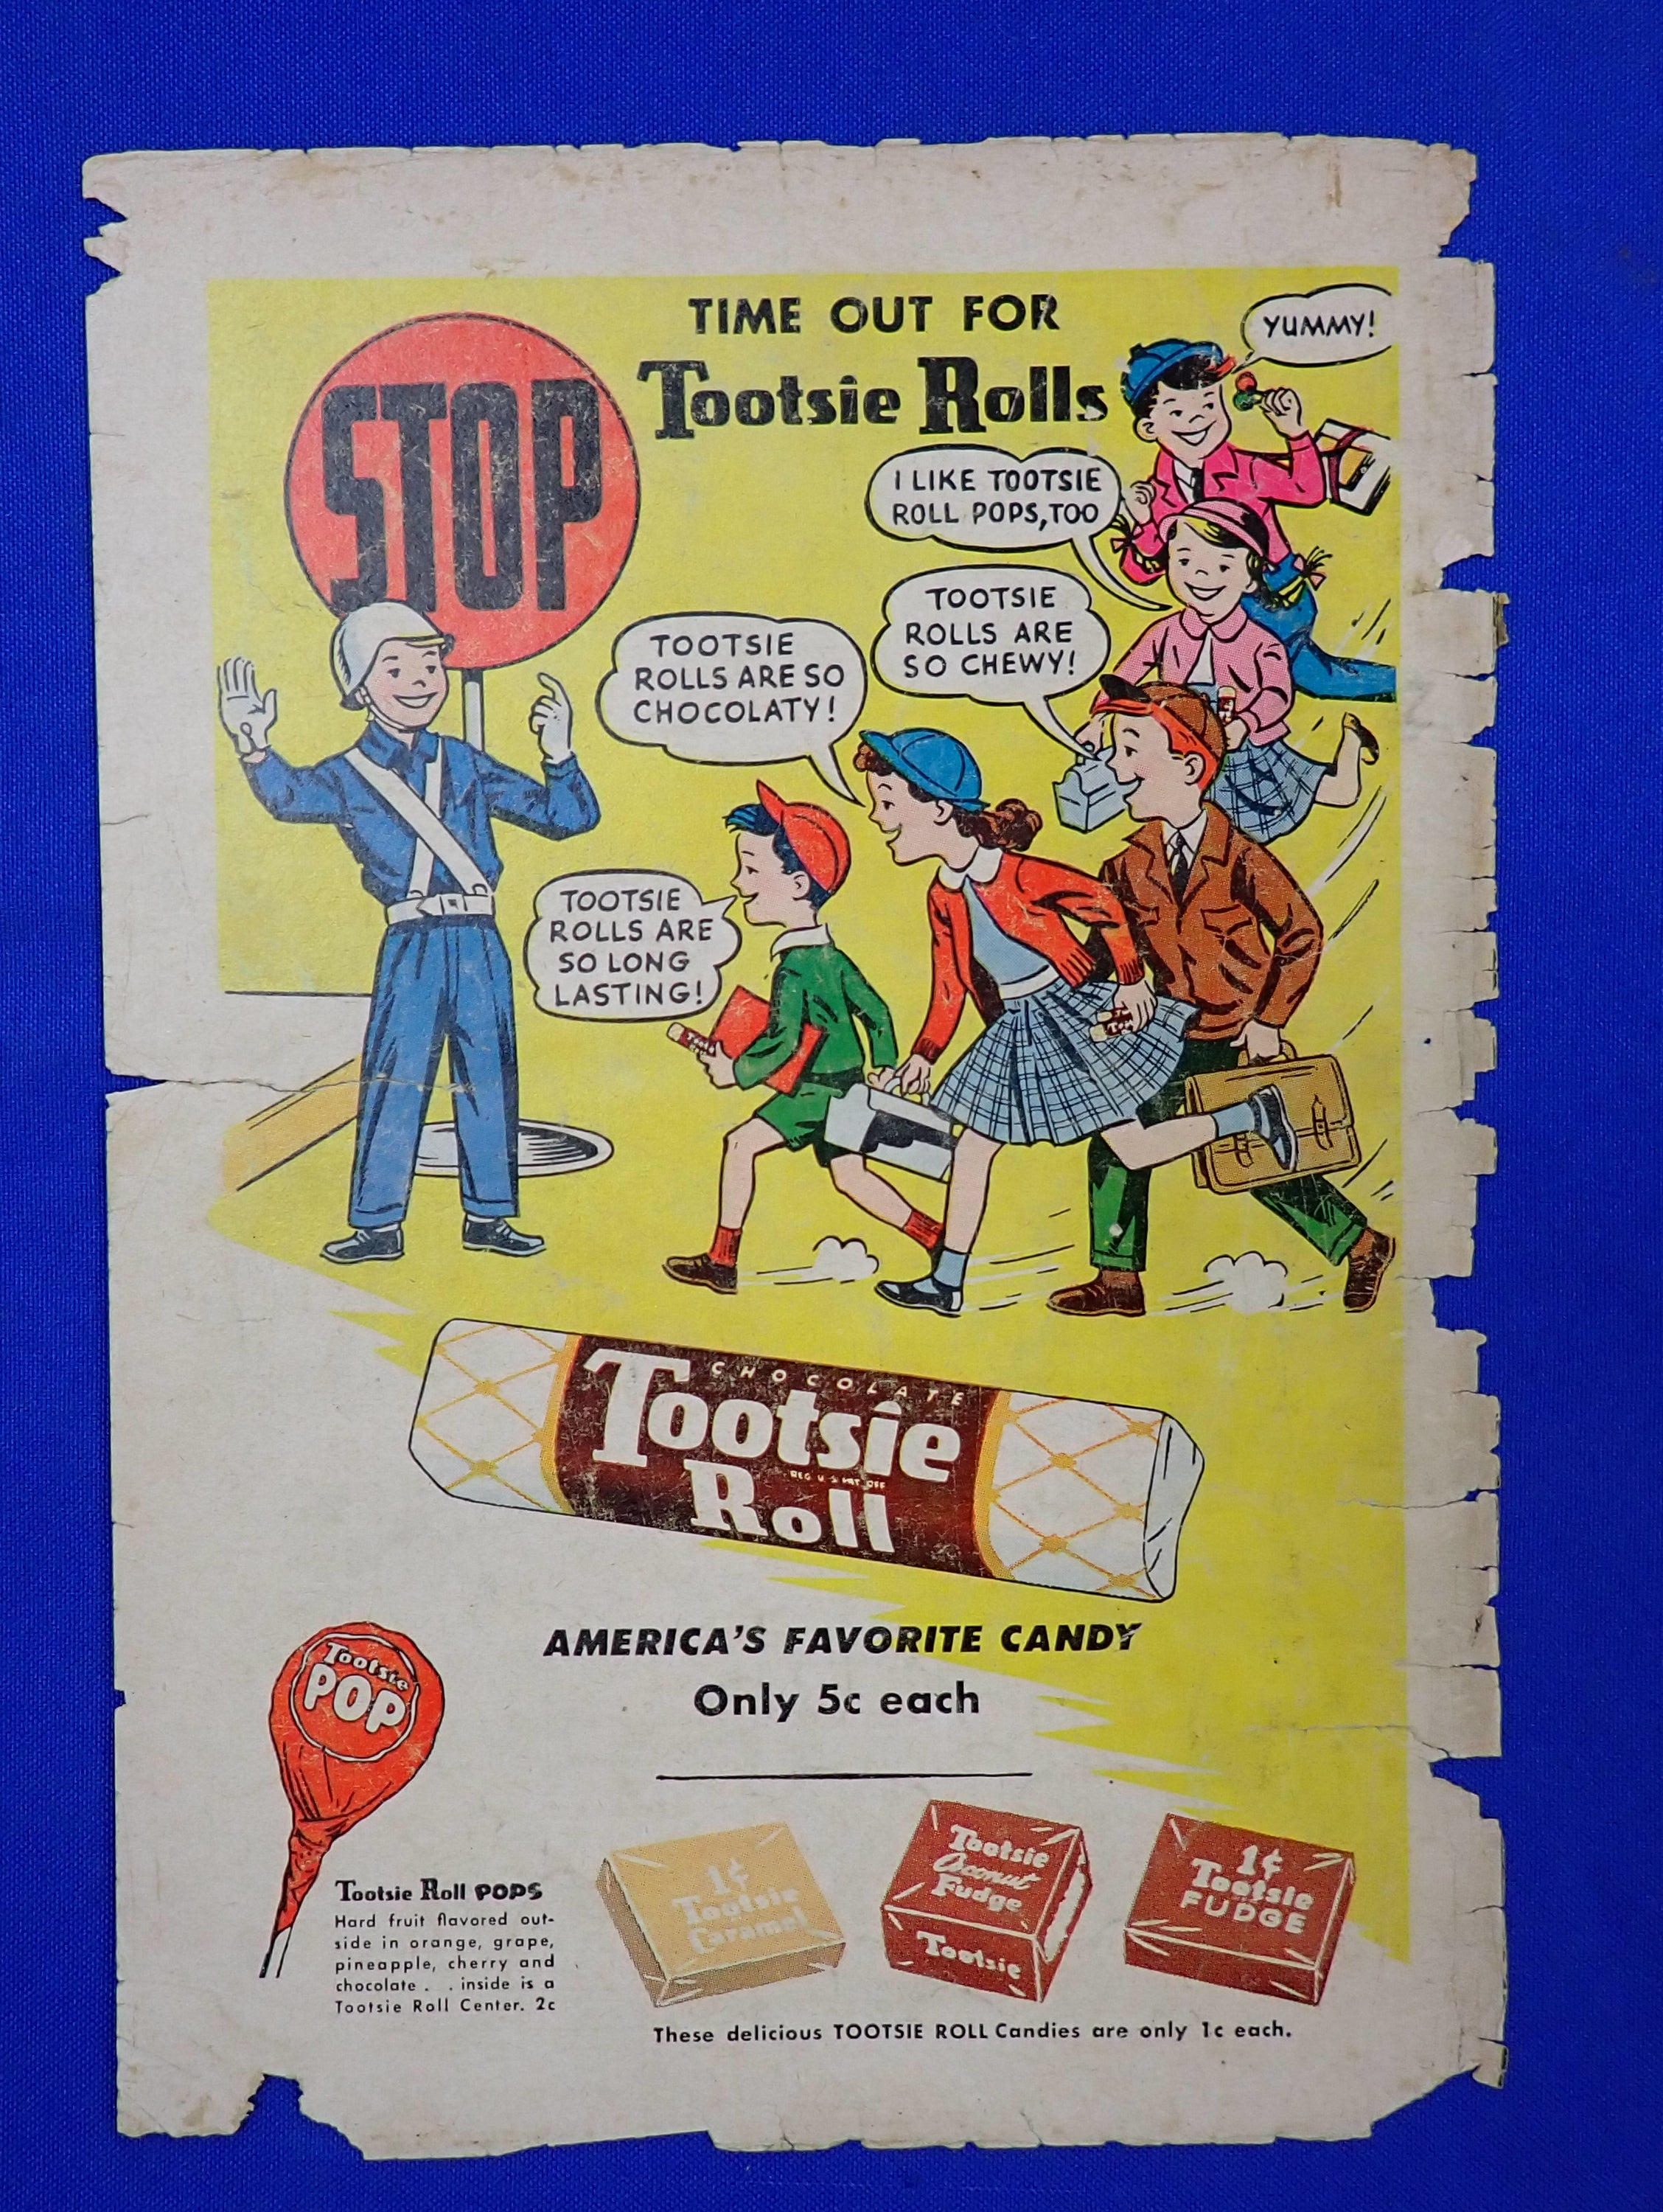 TIME OUT FOR
Tootsie Rolls
STOP
YUMMY!
I LIKE TOOTSIE
ROLL POPS, TOO
TOOTSIE
ROLLS ARE
SO CHEWY!
TOOTSIE
ROLLS ARE SO
CHOCOLATY!
TOOTSIE
ROLLS ARE
SO LONG
LASTING!
CHOCOLATE
Tootsie
REG. U. S. PAT. OFF
Roll
AMERICA'S FAVORITE CANDY
Only 5c each
Tootsie
POP
Tootsie Roll POPS
Hard fruit flavored out-
side in orange, grape,
pineapple, cherry and
chocolate . . inside is a
Tootsie Roll Center. 2c
1¢
Tootsie
Caramel
Tootsie
Coconut
Fudge
Tootsie
1¢
Tootsie
FUDGE
These delicious TOOTSIE ROLL Candies are only 1c each.